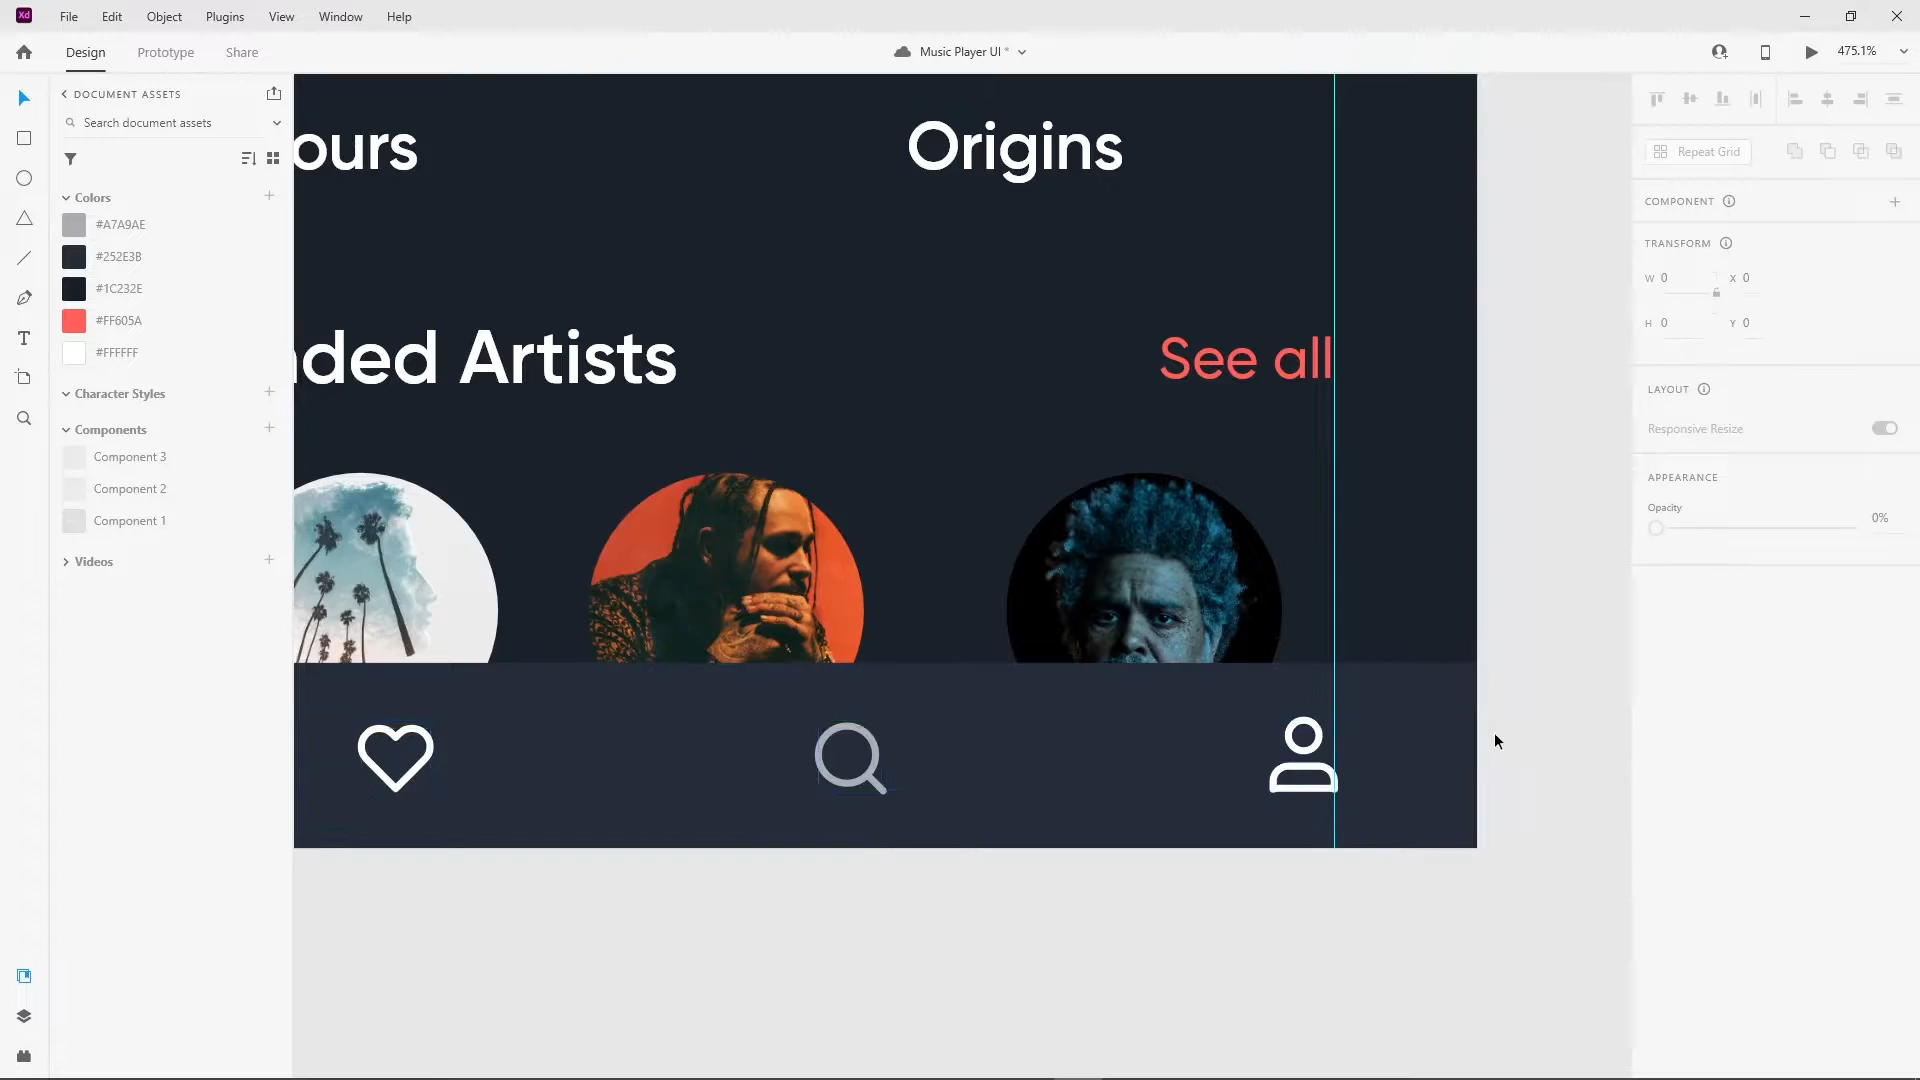 Xd
File
Edit
Object
Plugins
View
Window
Help
Design
Prototype
Share
Music Player UI *
475.1%
DOCUMENT ASSETS
Search document assets
Colors
#A7A9AE
#252E3B
#1C232E
#FF605A
#FFFFFF
Character Styles
Components
Component 3
Component 2
Component 1
Videos
ours
Origins
ded Artists
See all
Repeat Grid
COMPONENT
TRANSFORM
W 0
X 0
H 0
Y 0
LAYOUT
Responsive Resize
APPEARANCE
Opacity
0%